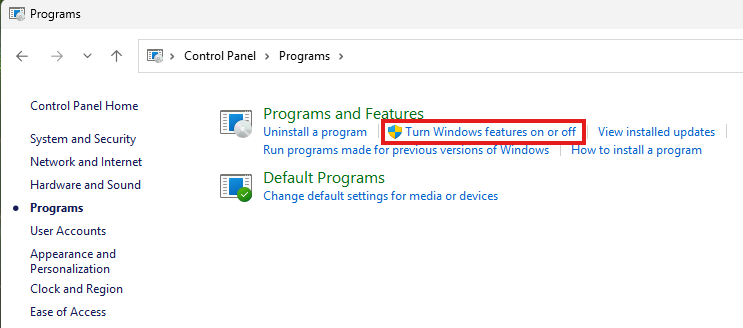 Programs
Control Panel
Programs
Control Panel Home
System and Security
Network and Internet
Hardware and Sound
Programs
User Accounts
Appearance and
Personalization
Clock and Region
Ease of Access
Programs and Features
Uninstall a program
Turn Windows features on or off
View installed updates
Run programs made for previous versions of Windows
How to install a program
Default Programs
Change default settings for media or devices